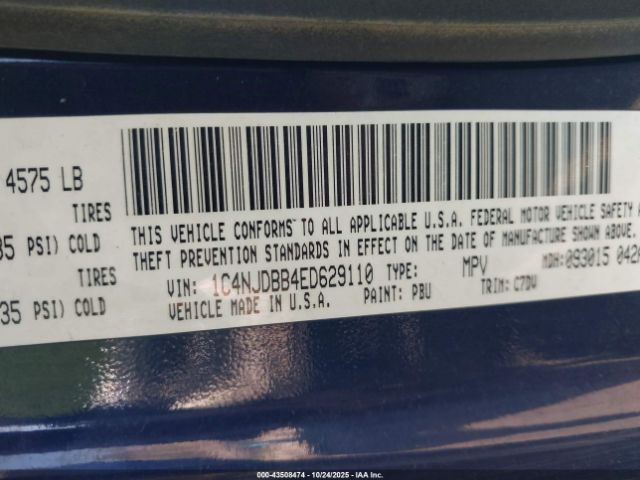 4575 LB
TIRES
35 PSI) COLD
TIRES
35 PSI) COLD
THIS VEHICLE CONFORMS TO ALL APPLICABLE U.S.A. FEDERAL MOTOR VEHICLE SAFETY
THEFT PREVENTION STANDARDS IN EFFECT ON THE DATE OF MANUFACTURE SHOWN ABOVE.
VIN: 1C4NJDBB4ED629110 TYPE: MPV MDH: 093015 042
VEHICLE MADE IN U.S.A. PAINT: PBU TRIM: C7DV
000-43508474 | 10/24/2025 | © IAA Inc.